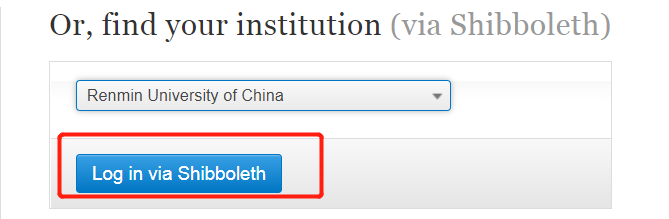 Or, find your institution (via Shibboleth)
Renmin University of China
Log in via Shibboleth